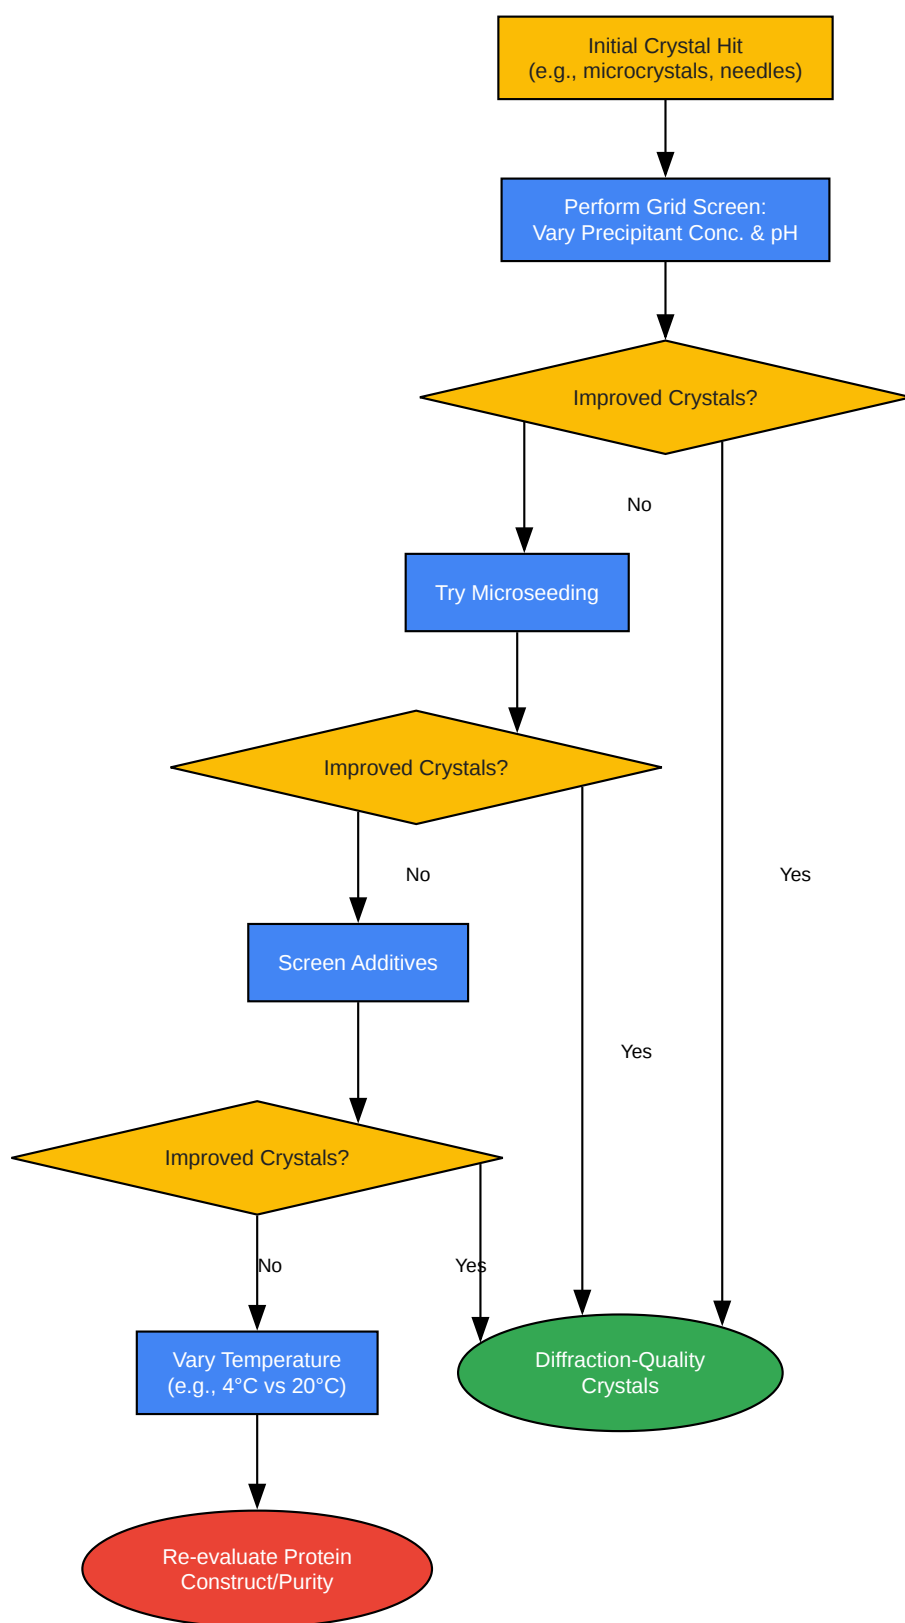 Initial Crystal Hit
(e.g., microcrystals, needles)
Perform Grid Screen:
Vary Precipitant Conc. & pH
Improved Crystals?
No
Try Microseeding
Improved Crystals?
No
Yes
Screen Additives
Yes
Improved Crystals?
No
Yes
Vary Temperature
(e.g., 4°C vs 20°C)
Diffraction-Quality
Crystals
Re-evaluate Protein
Construct/Purity